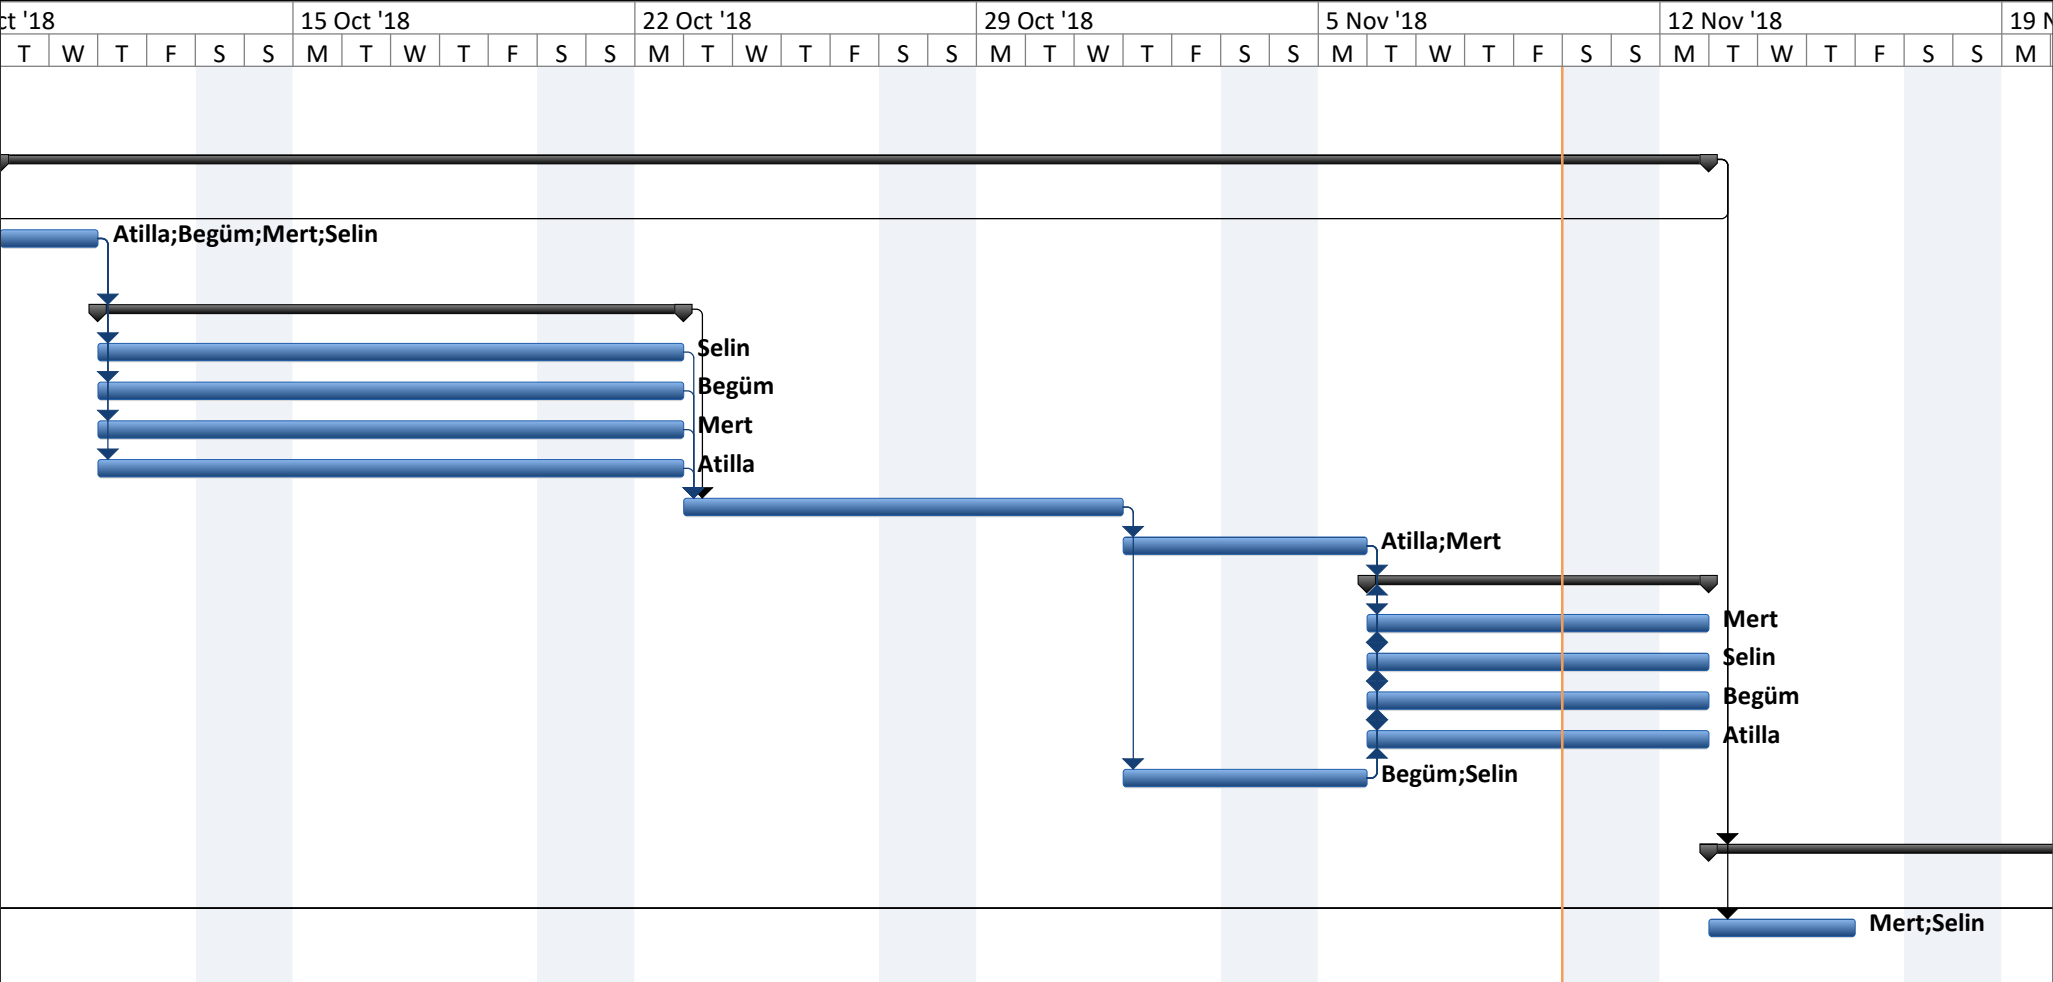 ct '18 15 Oct '18 22 Oct '18 29 Oct '18 5 Nov '18 12 Nov '18 19 N
T W T F S S M T W T F S S M T W T F S S M T W T F S S M T W T F S S M T W T F S S M
Atilla;Begüm;Mert;Selin
Selin
Begüm
Mert
Atilla
Atilla;Mert
Mert
Selin
Begüm
Atilla
Begüm;Selin
Mert;Selin